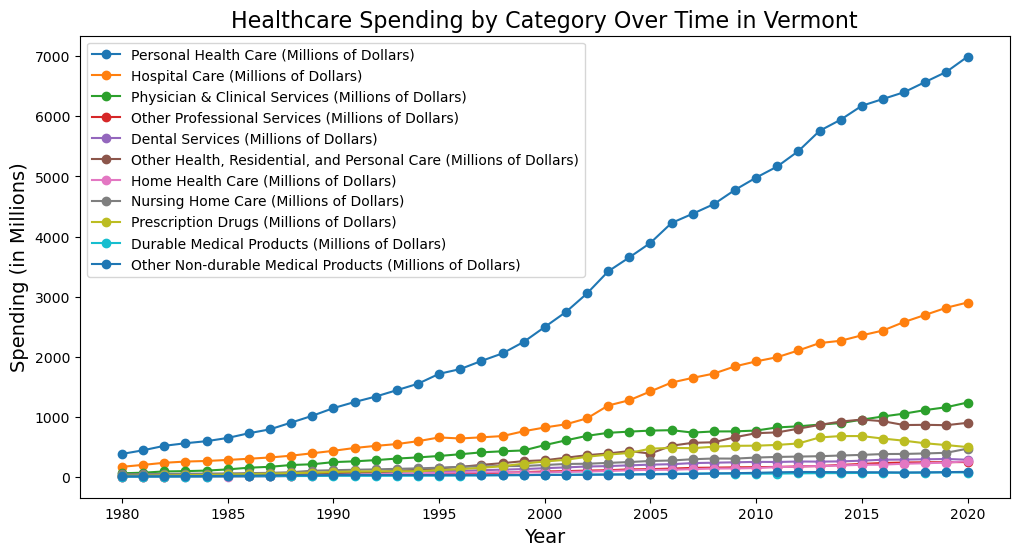 Healthcare Spending by Category Over Time in Vermont
7000
6000
5000
4000
3000
2000
1000
0
Spending (in Millions)
Personal Health Care (Millions of Dollars)
Hospital Care (Millions of Dollars)
Physician & Clinical Services (Millions of Dollars)
Other Professional Services (Millions of Dollars)
Dental Services (Millions of Dollars)
Other Health, Residential, and Personal Care (Millions of Dollars)
Home Health Care (Millions of Dollars)
Nursing Home Care (Millions of Dollars)
Prescription Drugs (Millions of Dollars)
Durable Medical Products (Millions of Dollars)
Other Non-durable Medical Products (Millions of Dollars)
1980 1985 1990 1995 2000 2005 2010 2015 2020
Year